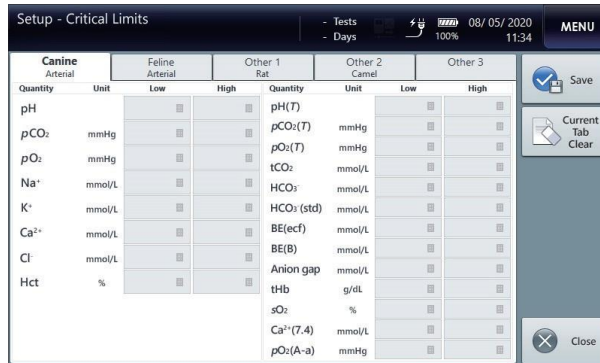 Setup - Critical Limits
- Tests
- Days
100%
08/ 05/ 2020
11:34
MENU
Canine
Arterial
Feline
Arterial
Other 1
Rat
Other 2
Camel
Other 3
Quantity Unit Low High
pH
pCO₂ mmHg
pO₂ mmHg
Na⁺ mmol/L
K⁺ mmol/L
Ca²⁺ mmol/L
Cl⁻ mmol/L
Hct %
Quantity Unit Low High
pH(T)
pCO₂(T) mmHg
pO₂(T) mmHg
tCO₂ mmol/L
HCO₃⁻ mmol/L
HCO₃⁻(std) mmol/L
BE(ecf) mmol/L
BE(B) mmol/L
Anion gap mmol/L
tHb g/dL
sO₂ %
Ca²⁺(7.4) mmol/L
pO₂(A-a) mmHg
Save
Current
Tab
Clear
Close